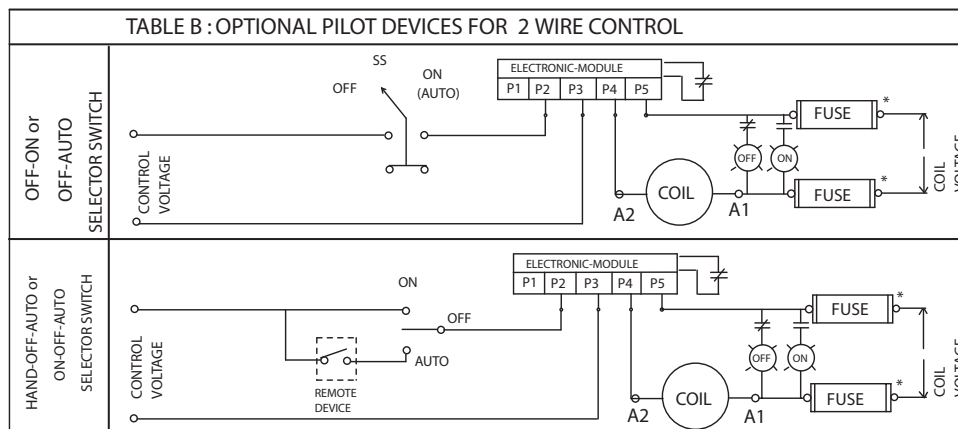 TABLE B : OPTIONAL PILOT DEVICES FOR 2 WIRE CONTROL
OFF-ON or
OFF-AUTO
SELECTOR SWITCH
CONTROL
VOLTAGE
SS
OFF
ON
(AUTO)
ELECTRONIC-MODULE
P1 P2 P3 P4 P5
A2
COIL
A1
OFF
ON
FUSE
*
FUSE
*
COIL
VOLTAGE
HAND-OFF-AUTO or
ON-OFF-AUTO
SELECTOR SWITCH
CONTROL
VOLTAGE
ON
OFF
AUTO
REMOTE
DEVICE
ELECTRONIC-MODULE
P1 P2 P3 P4 P5
A2
COIL
A1
OFF
ON
FUSE
*
FUSE
*
COIL
VOLTAGE